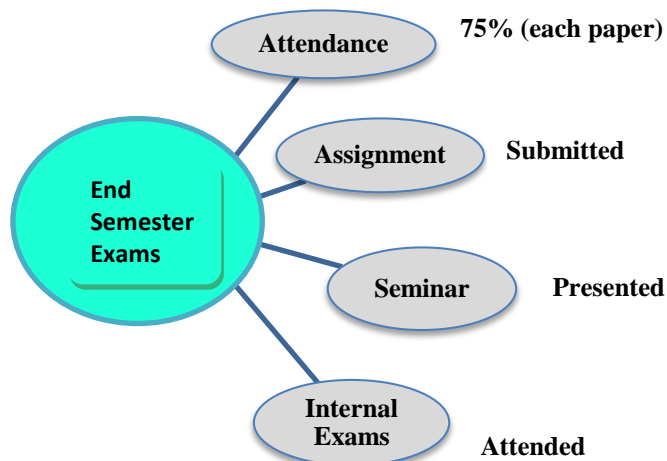 Attendance
75% (each paper)
Assignment
Submitted
End
Semester
Exams
Seminar
Presented
Internal
Exams
Attended